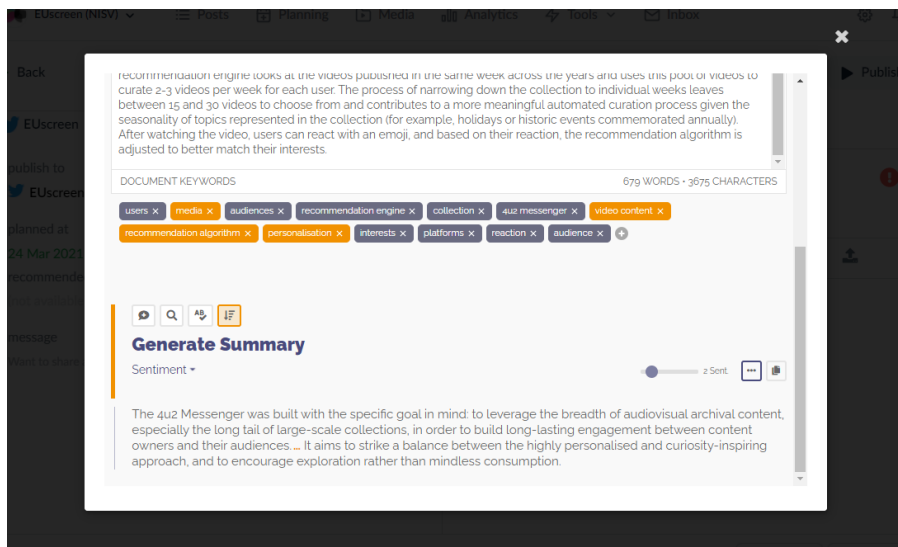 EUscreen (NISV)
Posts
Planning
Media
Analytics
Tools
Inbox
Back
Publis
EUscreen
publish to
EUscreen
planned at
24 Mar 2021
recommende
message
Want to share
recommendation engine looks at the videos published in the same week across the years and uses this pool of videos to
curate 2-3 videos per week for each user. The process of narrowing down the collection to individual weeks leaves
between 15 and 30 videos to choose from and contributes to a more meaningful automated curation process given the
seasonality of topics represented in the collection (for example, holidays or historic events commemorated annually).
After watching the video, users can react with an emoji, and based on their reaction, the recommendation algorithm is
adjusted to better match their interests.
DOCUMENT KEYWORDS
679 WORDS • 3675 CHARACTERS
users x media x audiences x recommendation engine x collection x 4u2 messenger x video content x
recommendation algorithm x personalisation x interests x platforms x reaction x audience x
Generate Summary
Sentiment
2 Sent.
The 4u2 Messenger was built with the specific goal in mind: to leverage the breadth of audiovisual archival content,
especially the long tail of large-scale collections, in order to build long-lasting engagement between content
owners and their audiences. ... It aims to strike a balance between the highly personalised and curiosity-inspiring
approach, and to encourage exploration rather than mindless consumption.